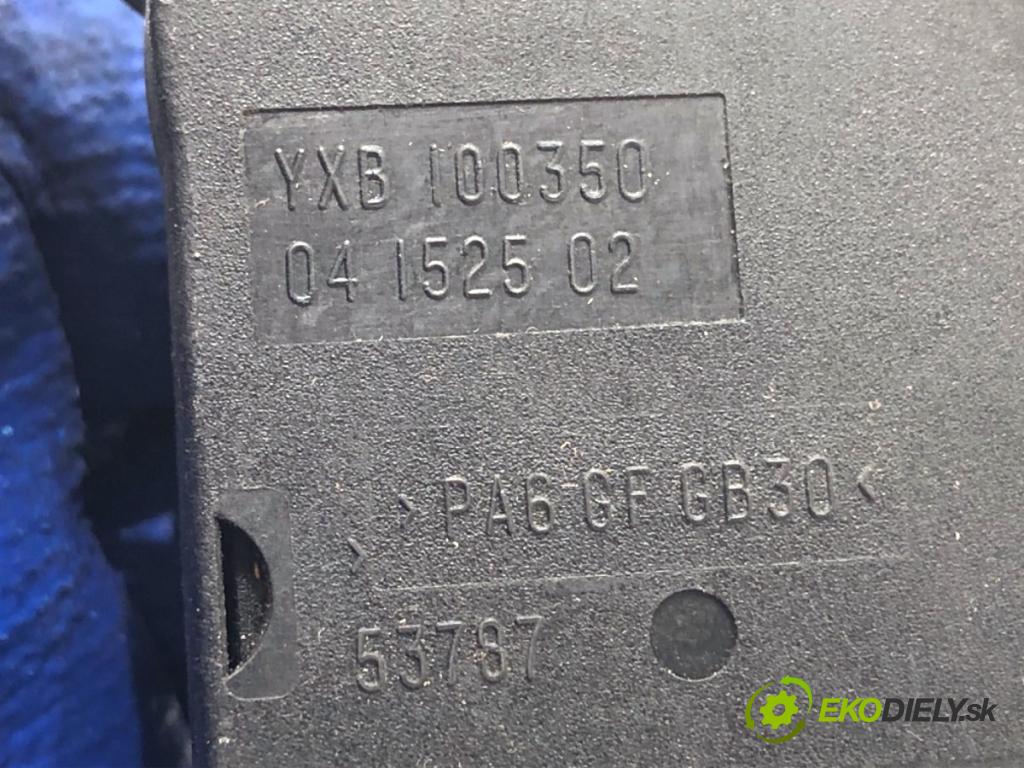 YXB 100350
04 1525 02
>PA6 GF GB30<
>
53787
EKODIELY.sk